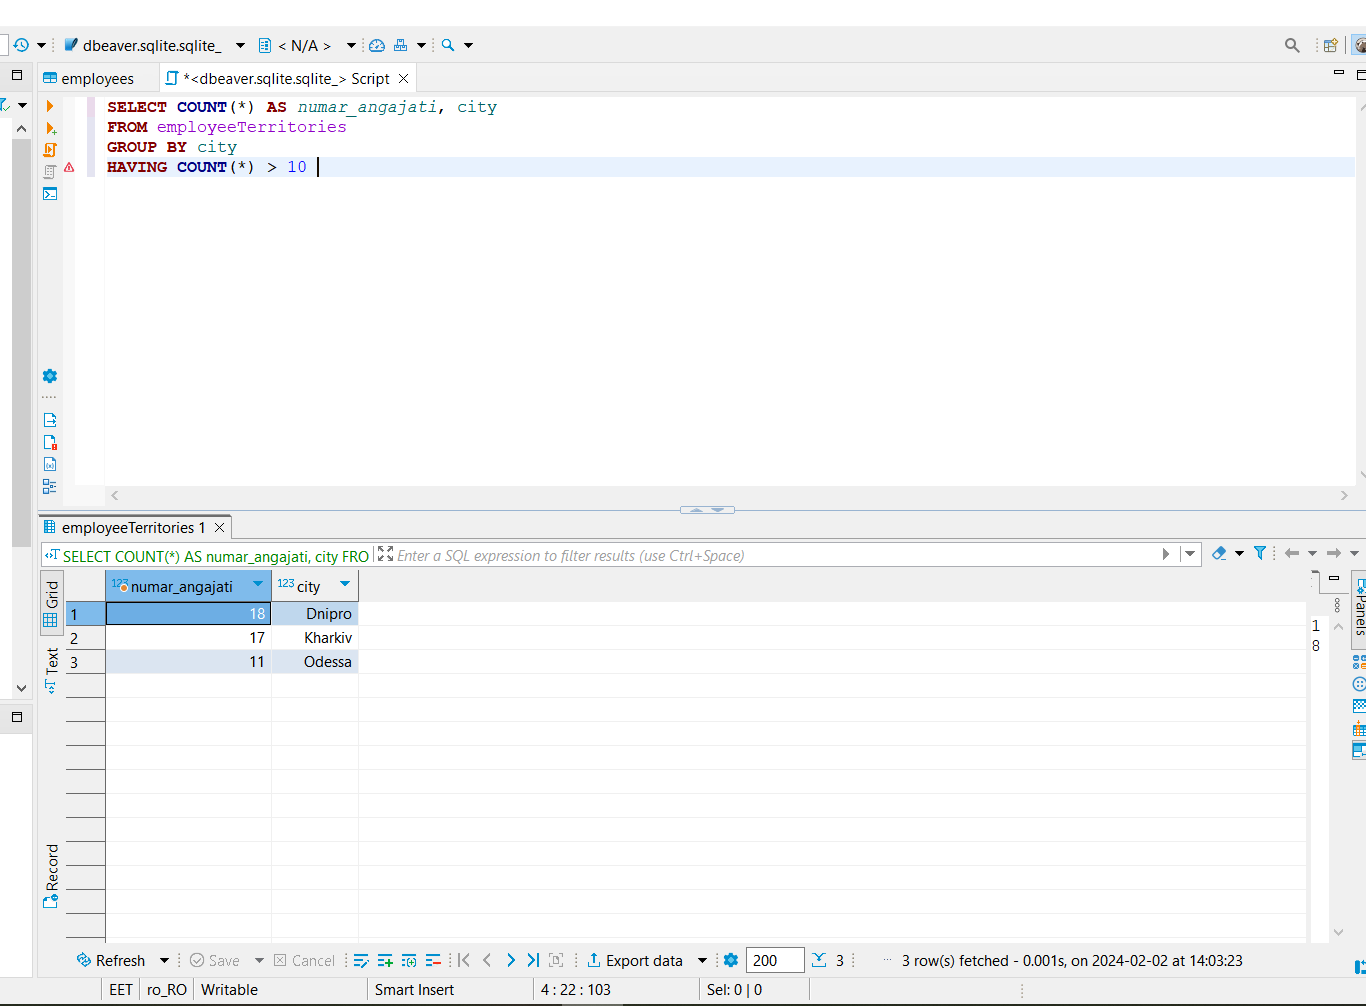 dbeaver.sqlite.sqlite_ < N/A >
employees *<dbeaver.sqlite.sqlite_> Script
SELECT COUNT(*) AS numar_angajati, city
FROM employeeTerritories
GROUP BY city
HAVING COUNT(*) > 10
employeeTerritories 1
SELECT COUNT(*) AS numar_angajati, city FRO Enter a SQL expression to filter results (use Ctrl+Space)
Grid
Text
Record
123 numar_angajati 123 city
1 18 Dnipro
2 17 Kharkiv
3 11 Odessa
1
8
Panels
Refresh Save Cancel Export data 200 3 3 row(s) fetched - 0.001s, on 2024-02-02 at 14:03:23
EET ro_RO Writable Smart Insert 4 : 22 : 103 Sel: 0 | 0